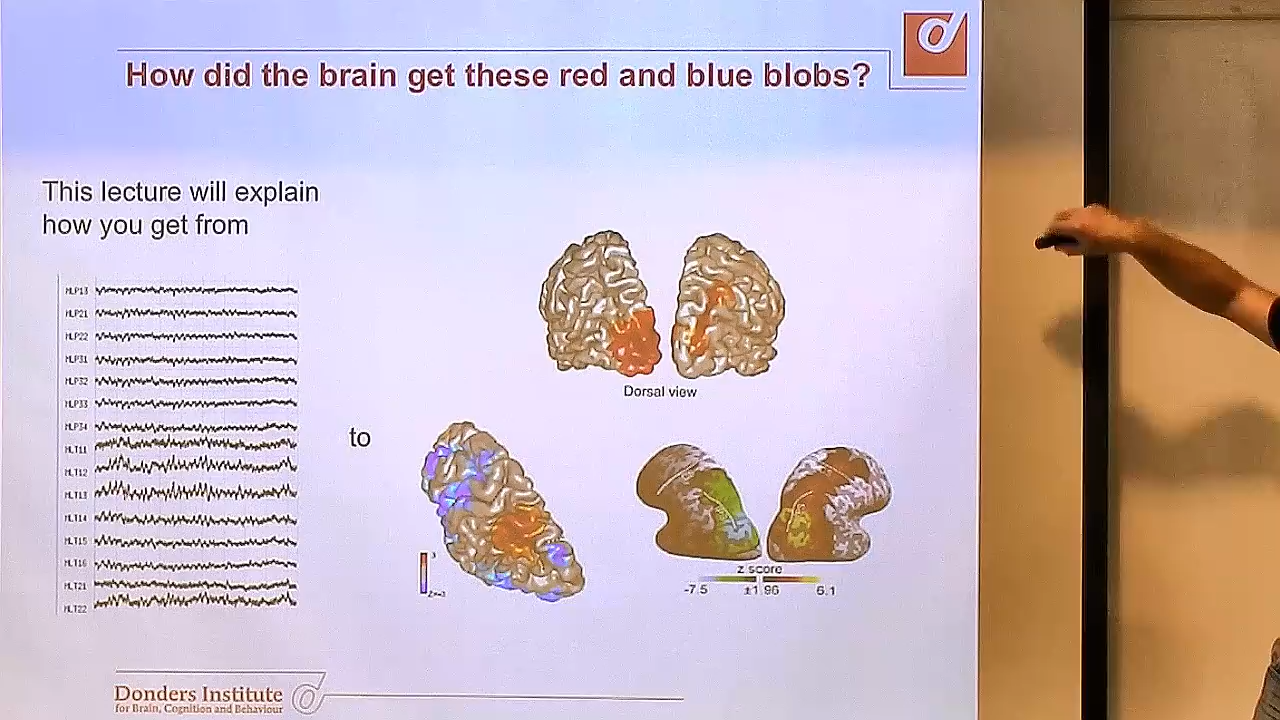 How did the brain get these red and blue blobs?
This lecture will explain
how you get from
MLP13
MLP21
MLP22
MLP31
MLP32
MLP33
MLP34
MLT11
MLT12
MLT13
MLT14
MLT15
MLT16
MLT21
MLT22
to
Dorsal view
z score
-7.5 ±1.96 6.1
Donders Institute
for Brain, Cognition and Behaviour